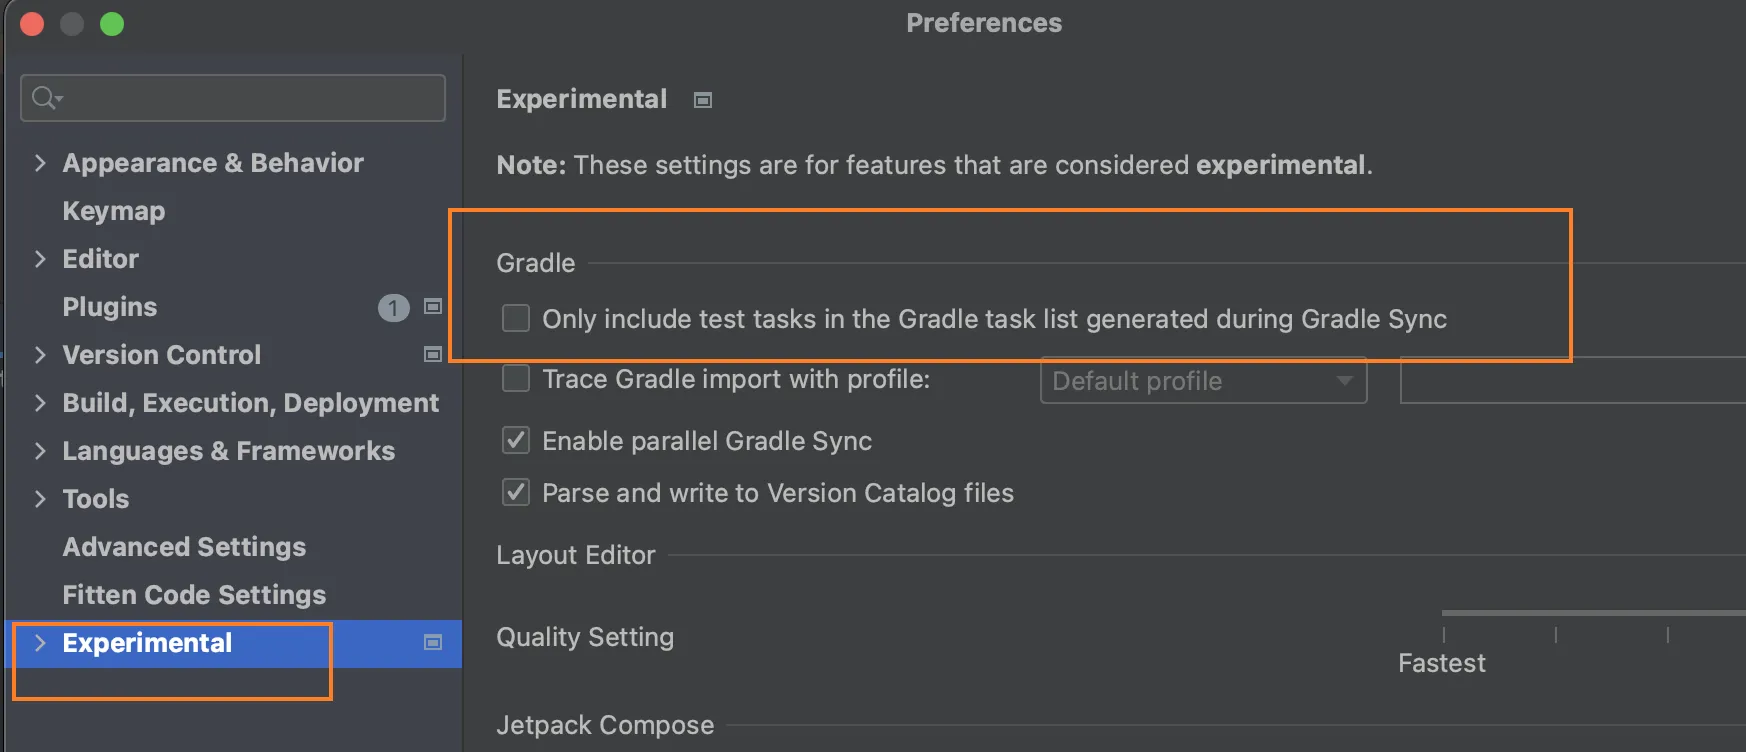 Preferences
Appearance & Behavior
Keymap
Editor
Plugins 1
Version Control
Build, Execution, Deployment
Languages & Frameworks
Tools
Advanced Settings
Fitten Code Settings
Experimental
Experimental
Note: These settings are for features that are considered experimental.
Gradle
Only include test tasks in the Gradle task list generated during Gradle Sync
Trace Gradle import with profile: Default profile
Enable parallel Gradle Sync
Parse and write to Version Catalog files
Layout Editor
Quality Setting
Fastest
Jetpack Compose